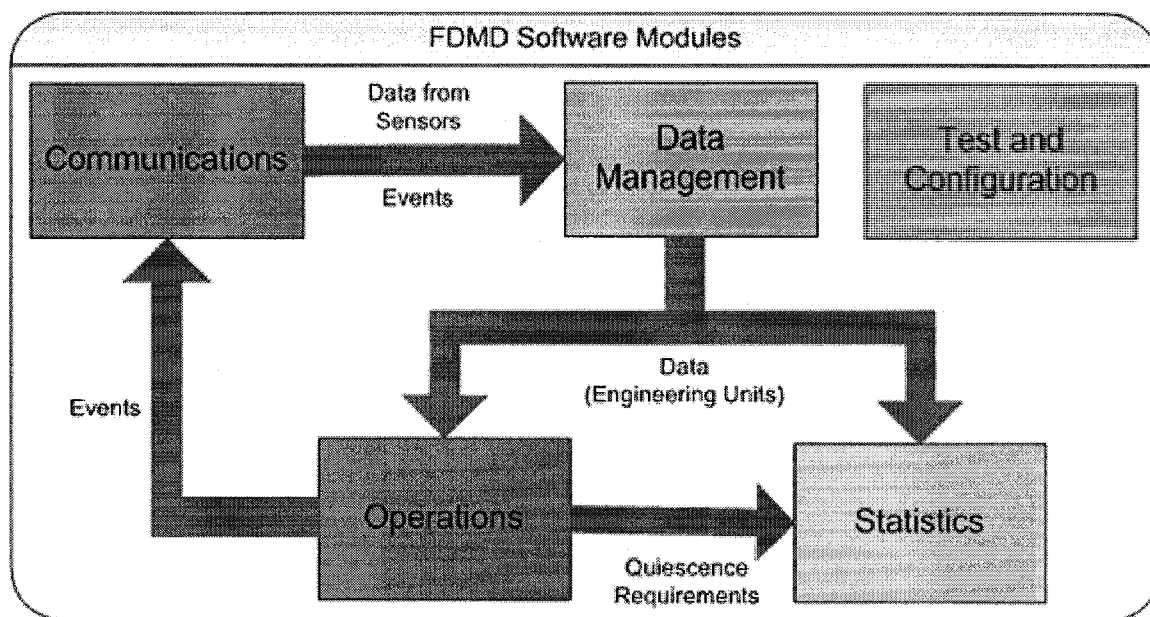 FDMD Software Modules
Communications
Data from
Sensors
Events
Data
Management
Test and
Configuration
Events
Data
(Engineering Units)
Operations
Quiescence
Requirements
Statistics